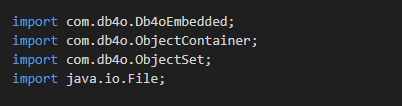 import com.db4o.Db4oEmbedded;
import com.db4o.ObjectContainer;
import com.db4o.ObjectSet;
import java.io.File;